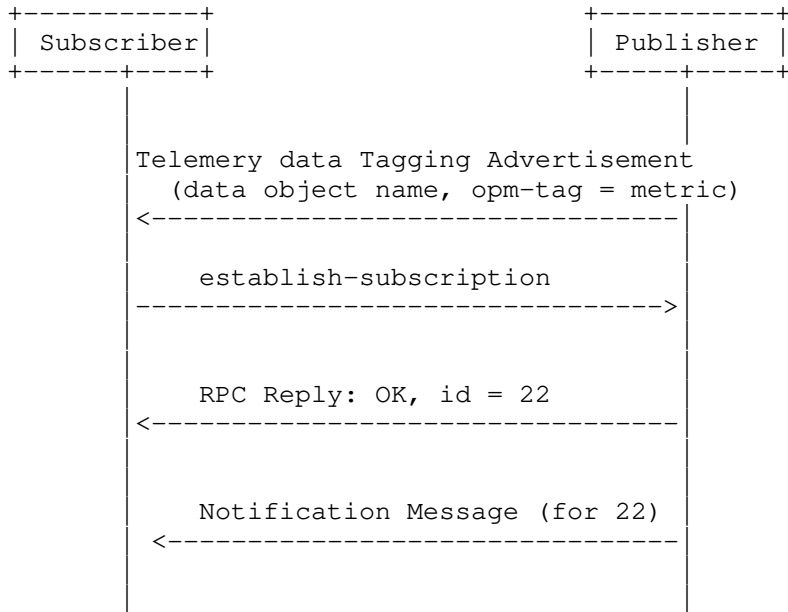 Subscriber
Publisher
Telemery data Tagging Advertisement
(data object name, opm-tag = metric)
establish-subscription
RPC Reply: OK, id = 22
Notification Message (for 22)